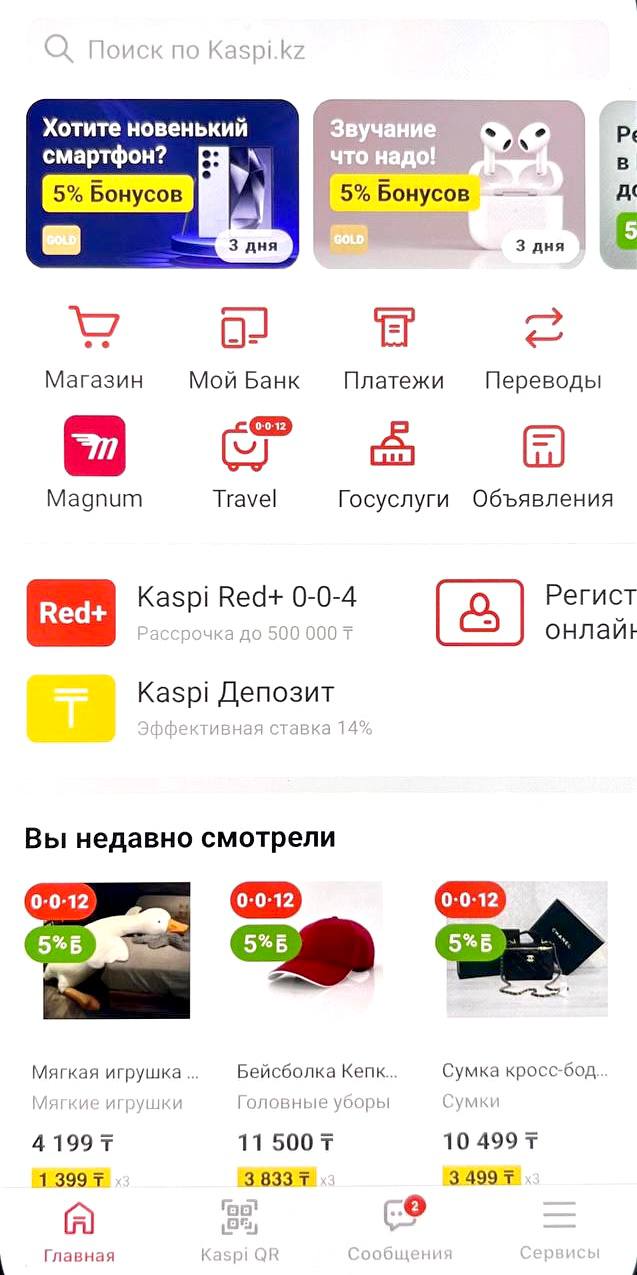 Поиск по Kaspi.kz
Хотите новенький
смартфон?
5% Бонусов
GOLD
3 дня
Звучание
что надо!
5% Бонусов
GOLD
3 дня
Ре
в
до
5
Магазин
Мой Банк
Платежи
Переводы
m
0·0·12
Magnum
Travel
Госуслуги
Объявления
Red+
Kaspi Red+ 0-0-4
Рассрочка до 500 000 ₸
Регист
онлайн
₸
Kaspi Депозит
Эффективная ставка 14%
Вы недавно смотрели
0·0·12
5% Б
0·0·12
5% Б
0·0·12
5% Б
CHANEL
Мягкая игрушка ...
Мягкие игрушки
4 199 ₸
1 399 ₸ x3
Бейсболка Кепк...
Головные уборы
11 500 ₸
3 833 ₸ x3
Сумка кросс-бод...
Сумки
10 499 ₸
3 499 ₸ x3
Главная
Kaspi QR
2
Сообщения
Сервисы